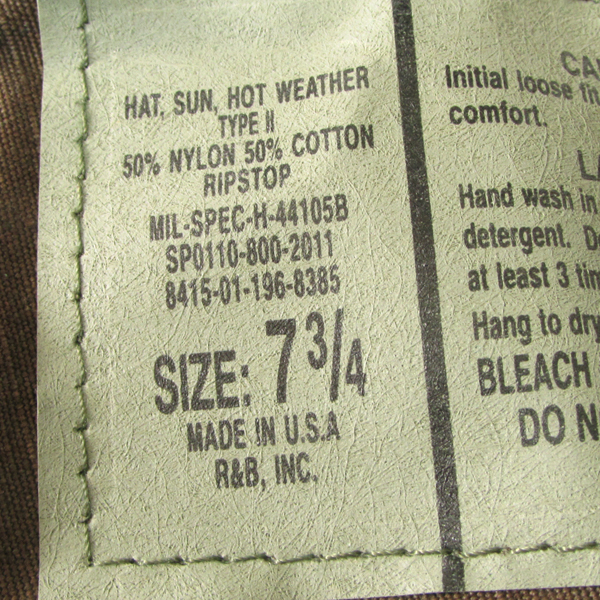 HAT, SUN, HOT WEATHER
TYPE II
50% NYLON 50% COTTON
RIPSTOP
MIL-SPEC-H-44105B
SP0110-800-2011
8415-01-196-8385
SIZE: 7 3/4
MADE IN U.S.A
R&B, INC.
Initial loose fit
comfort.
Hand wash in
detergent.
at least 3
Hang to dry
BLEACH
DO